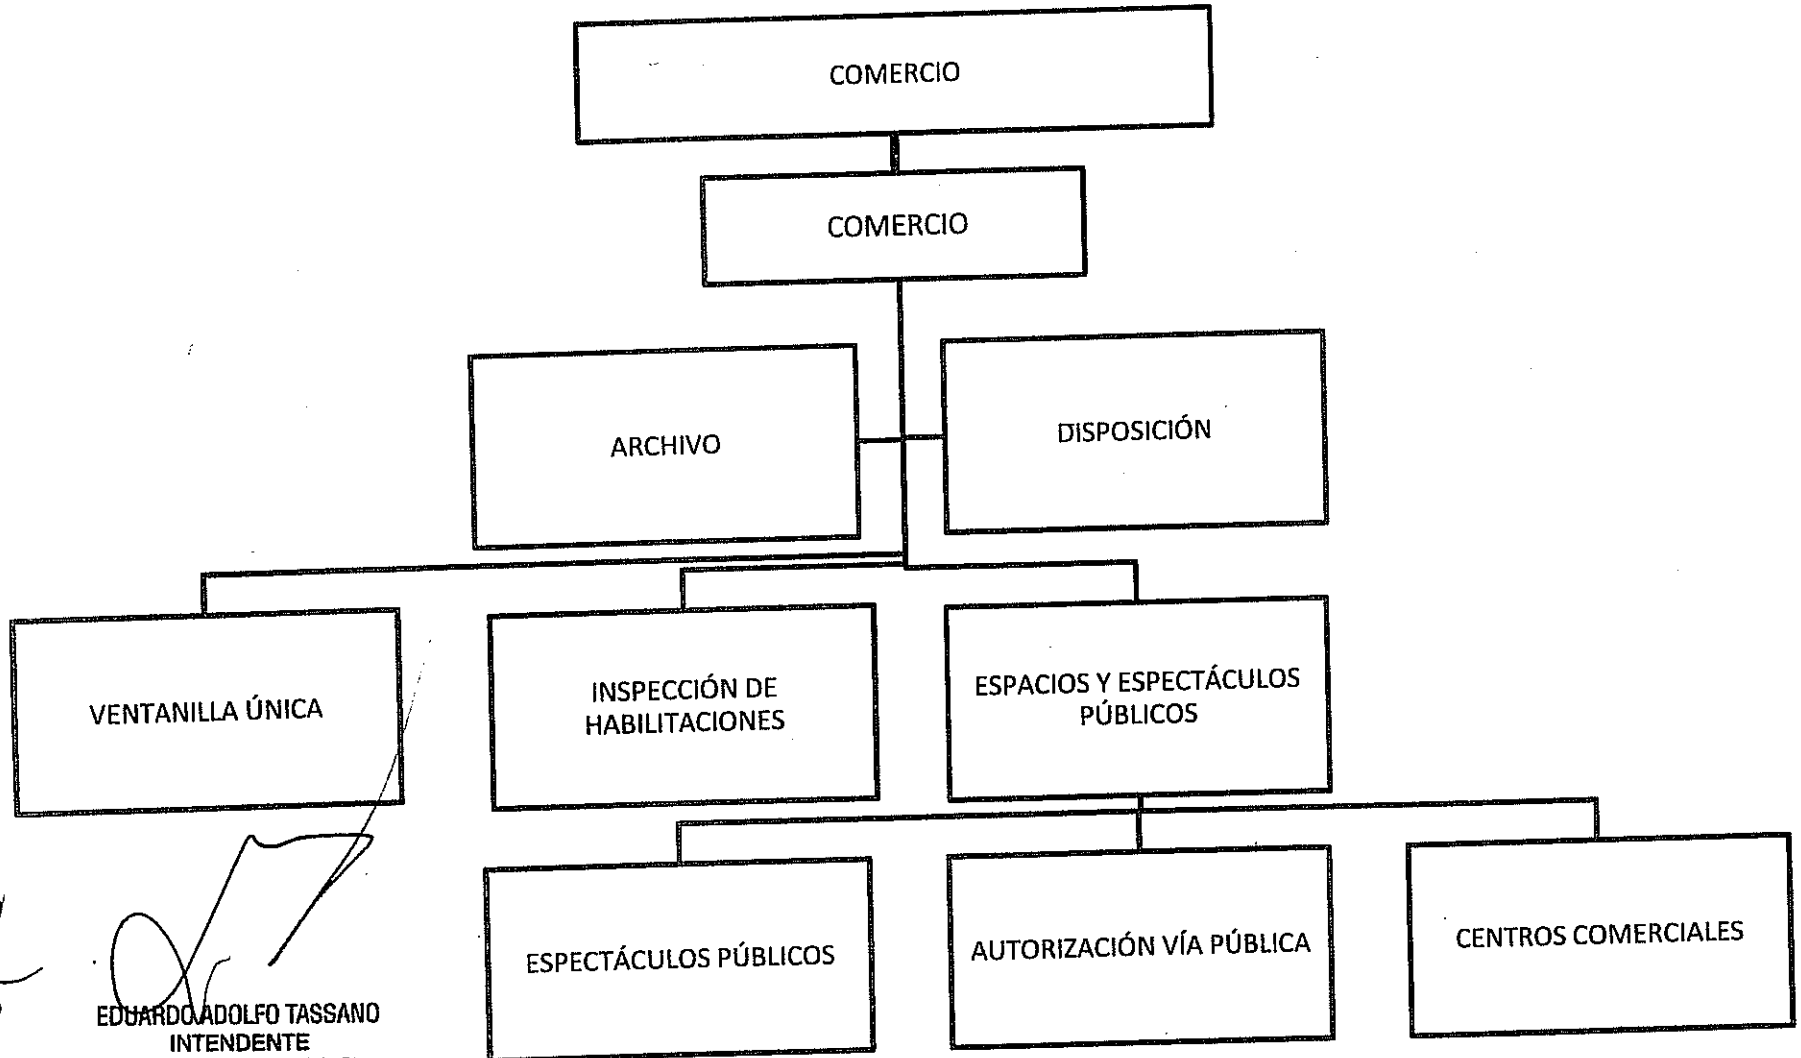 COMERCIO
COMERCIO
ARCHIVO
DISPOSICIÓN
VENTANILLA ÚNICA
INSPECCIÓN DE
HABILITACIONES
ESPACIOS Y ESPECTÁCULOS
PÚBLICOS
ESPECTÁCULOS PÚBLICOS
AUTORIZACIÓN VÍA PÚBLICA
CENTROS COMERCIALES
EDUARDO ADOLFO TASSANO
INTENDENTE